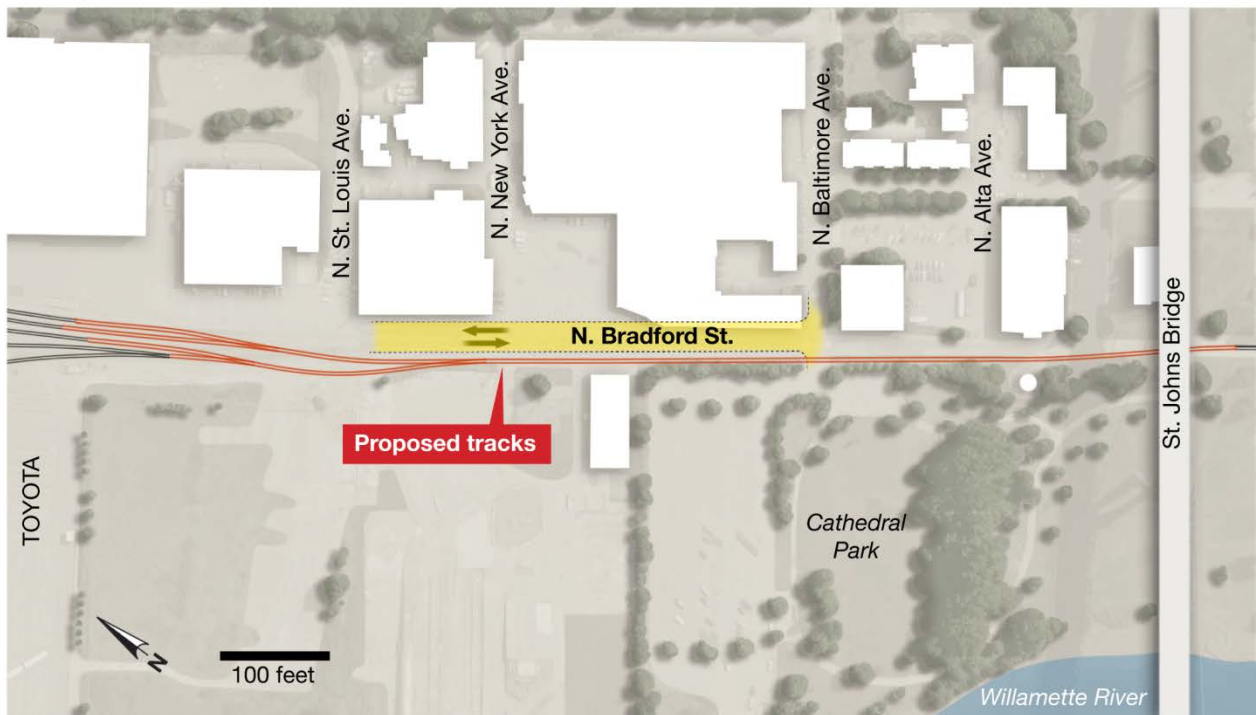 N. St. Louis Ave.
N. New York Ave.
N. Baltimore Ave.
N. Alta Ave.
St. Johns Bridge
N. Bradford St.
Proposed tracks
TOYOTA
Cathedral
Park
N
100 feet
Willamette River